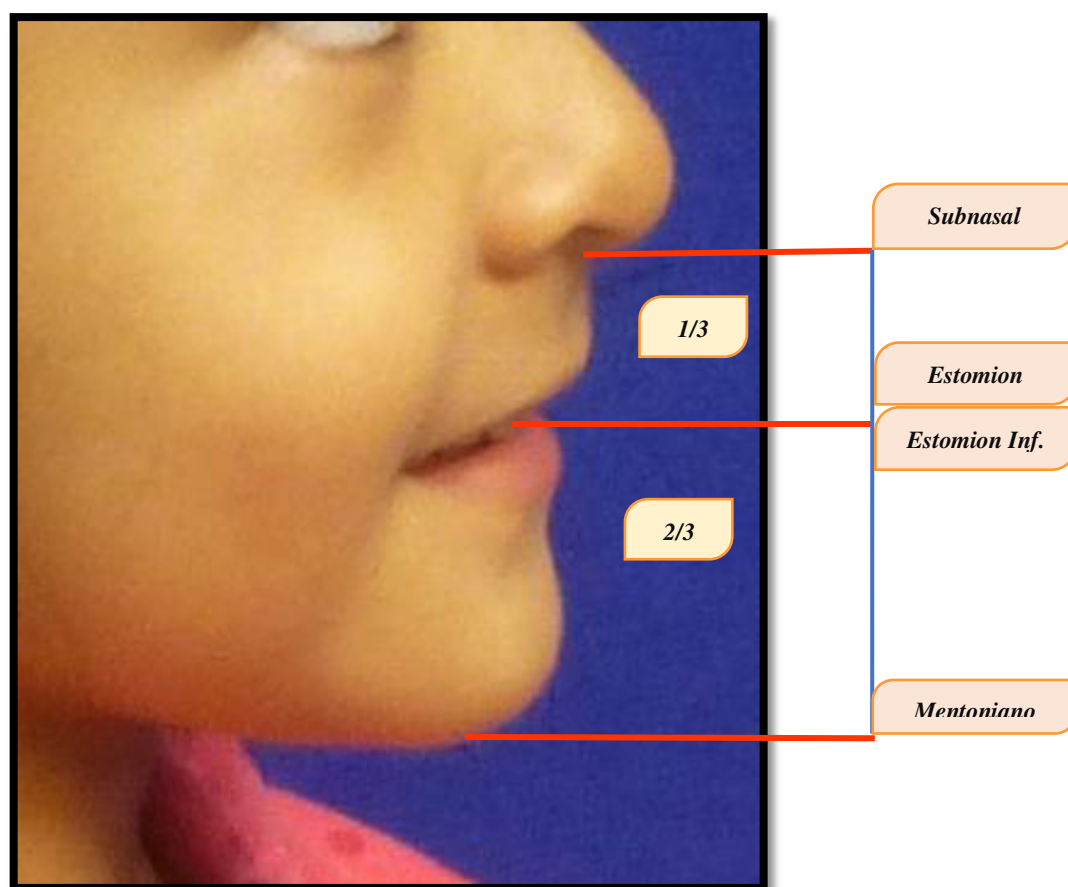 Subnasal
1/3
Estomion
Estomion Inf.
2/3
Mentoniano